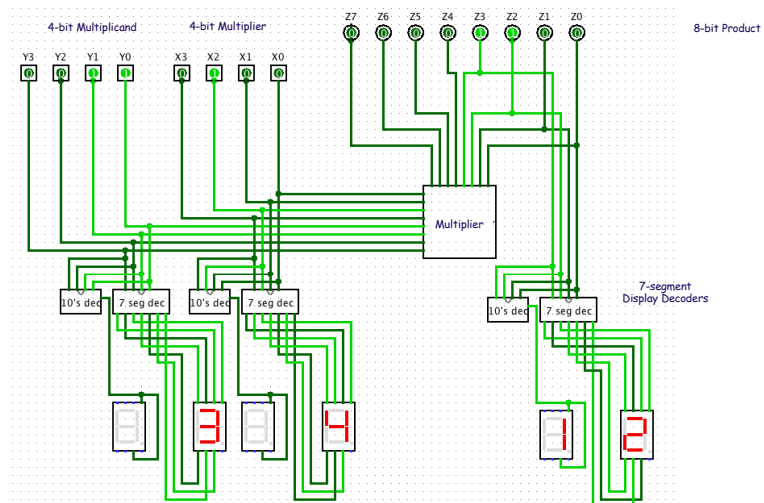 Z7 Z6 Z5 Z4 Z3 Z2 Z1 Z0
4-bit Multiplicand 4-bit Multiplier 8-bit Product
0 0 0 0 1 1 0 0
Y3 Y2 Y1 Y0 X3 X2 X1 X0
0 0 1 1 0 1 0 0
Multiplier
7-segment
Display Decoders
10's dec 7 seg dec 10's dec 7 seg dec 10's dec 7 seg dec
3 4 1 2